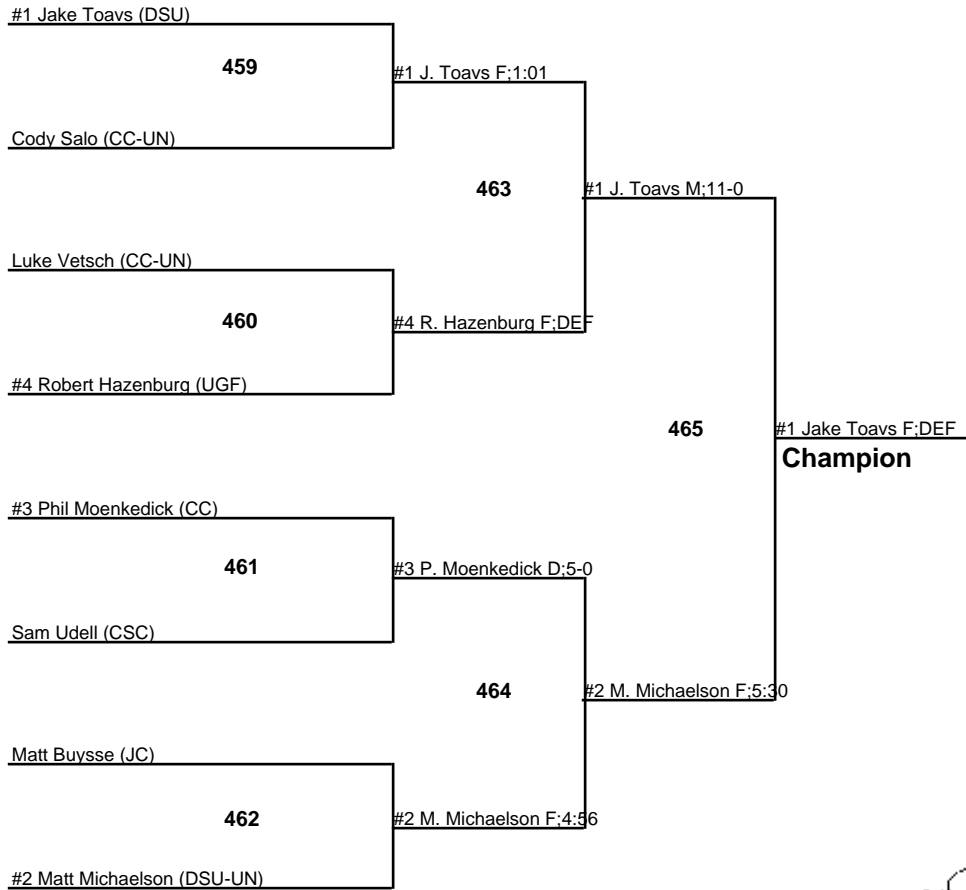 #1 Jake Toavs (DSU)
459
#1 J. Toavs F;1:01
Cody Salo (CC-UN)
463
#1 J. Toavs M;11-0
Luke Vetsch (CC-UN)
460
#4 R. Hazenburg F;DEF
#4 Robert Hazenburg (UGF)
465
#1 Jake Toavs F;DEF
Champion
#3 Phil Moenkedick (CC)
461
#3 P. Moenkedick D;5-0
Sam Udell (CSC)
464
#2 M. Michaelson F;5:30
Matt Buysse (JC)
462
#2 M. Michaelson F;4:56
#2 Matt Michaelson (DSU-UN)